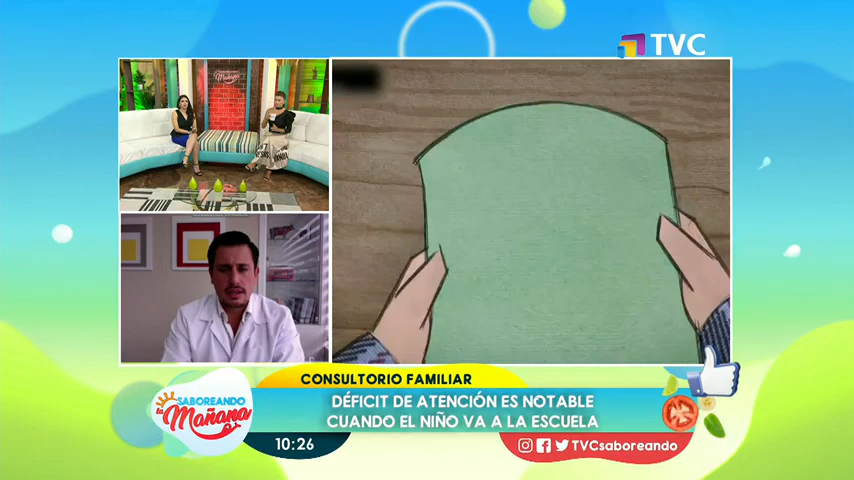 TVC
Mañana
CONSULTORIO FAMILIAR
SABOREANDO
Mañana
DÉFICIT DE ATENCIÓN ES NOTABLE
CUANDO EL NIÑO VA A LA ESCUELA
10:26
TVCsaboreando